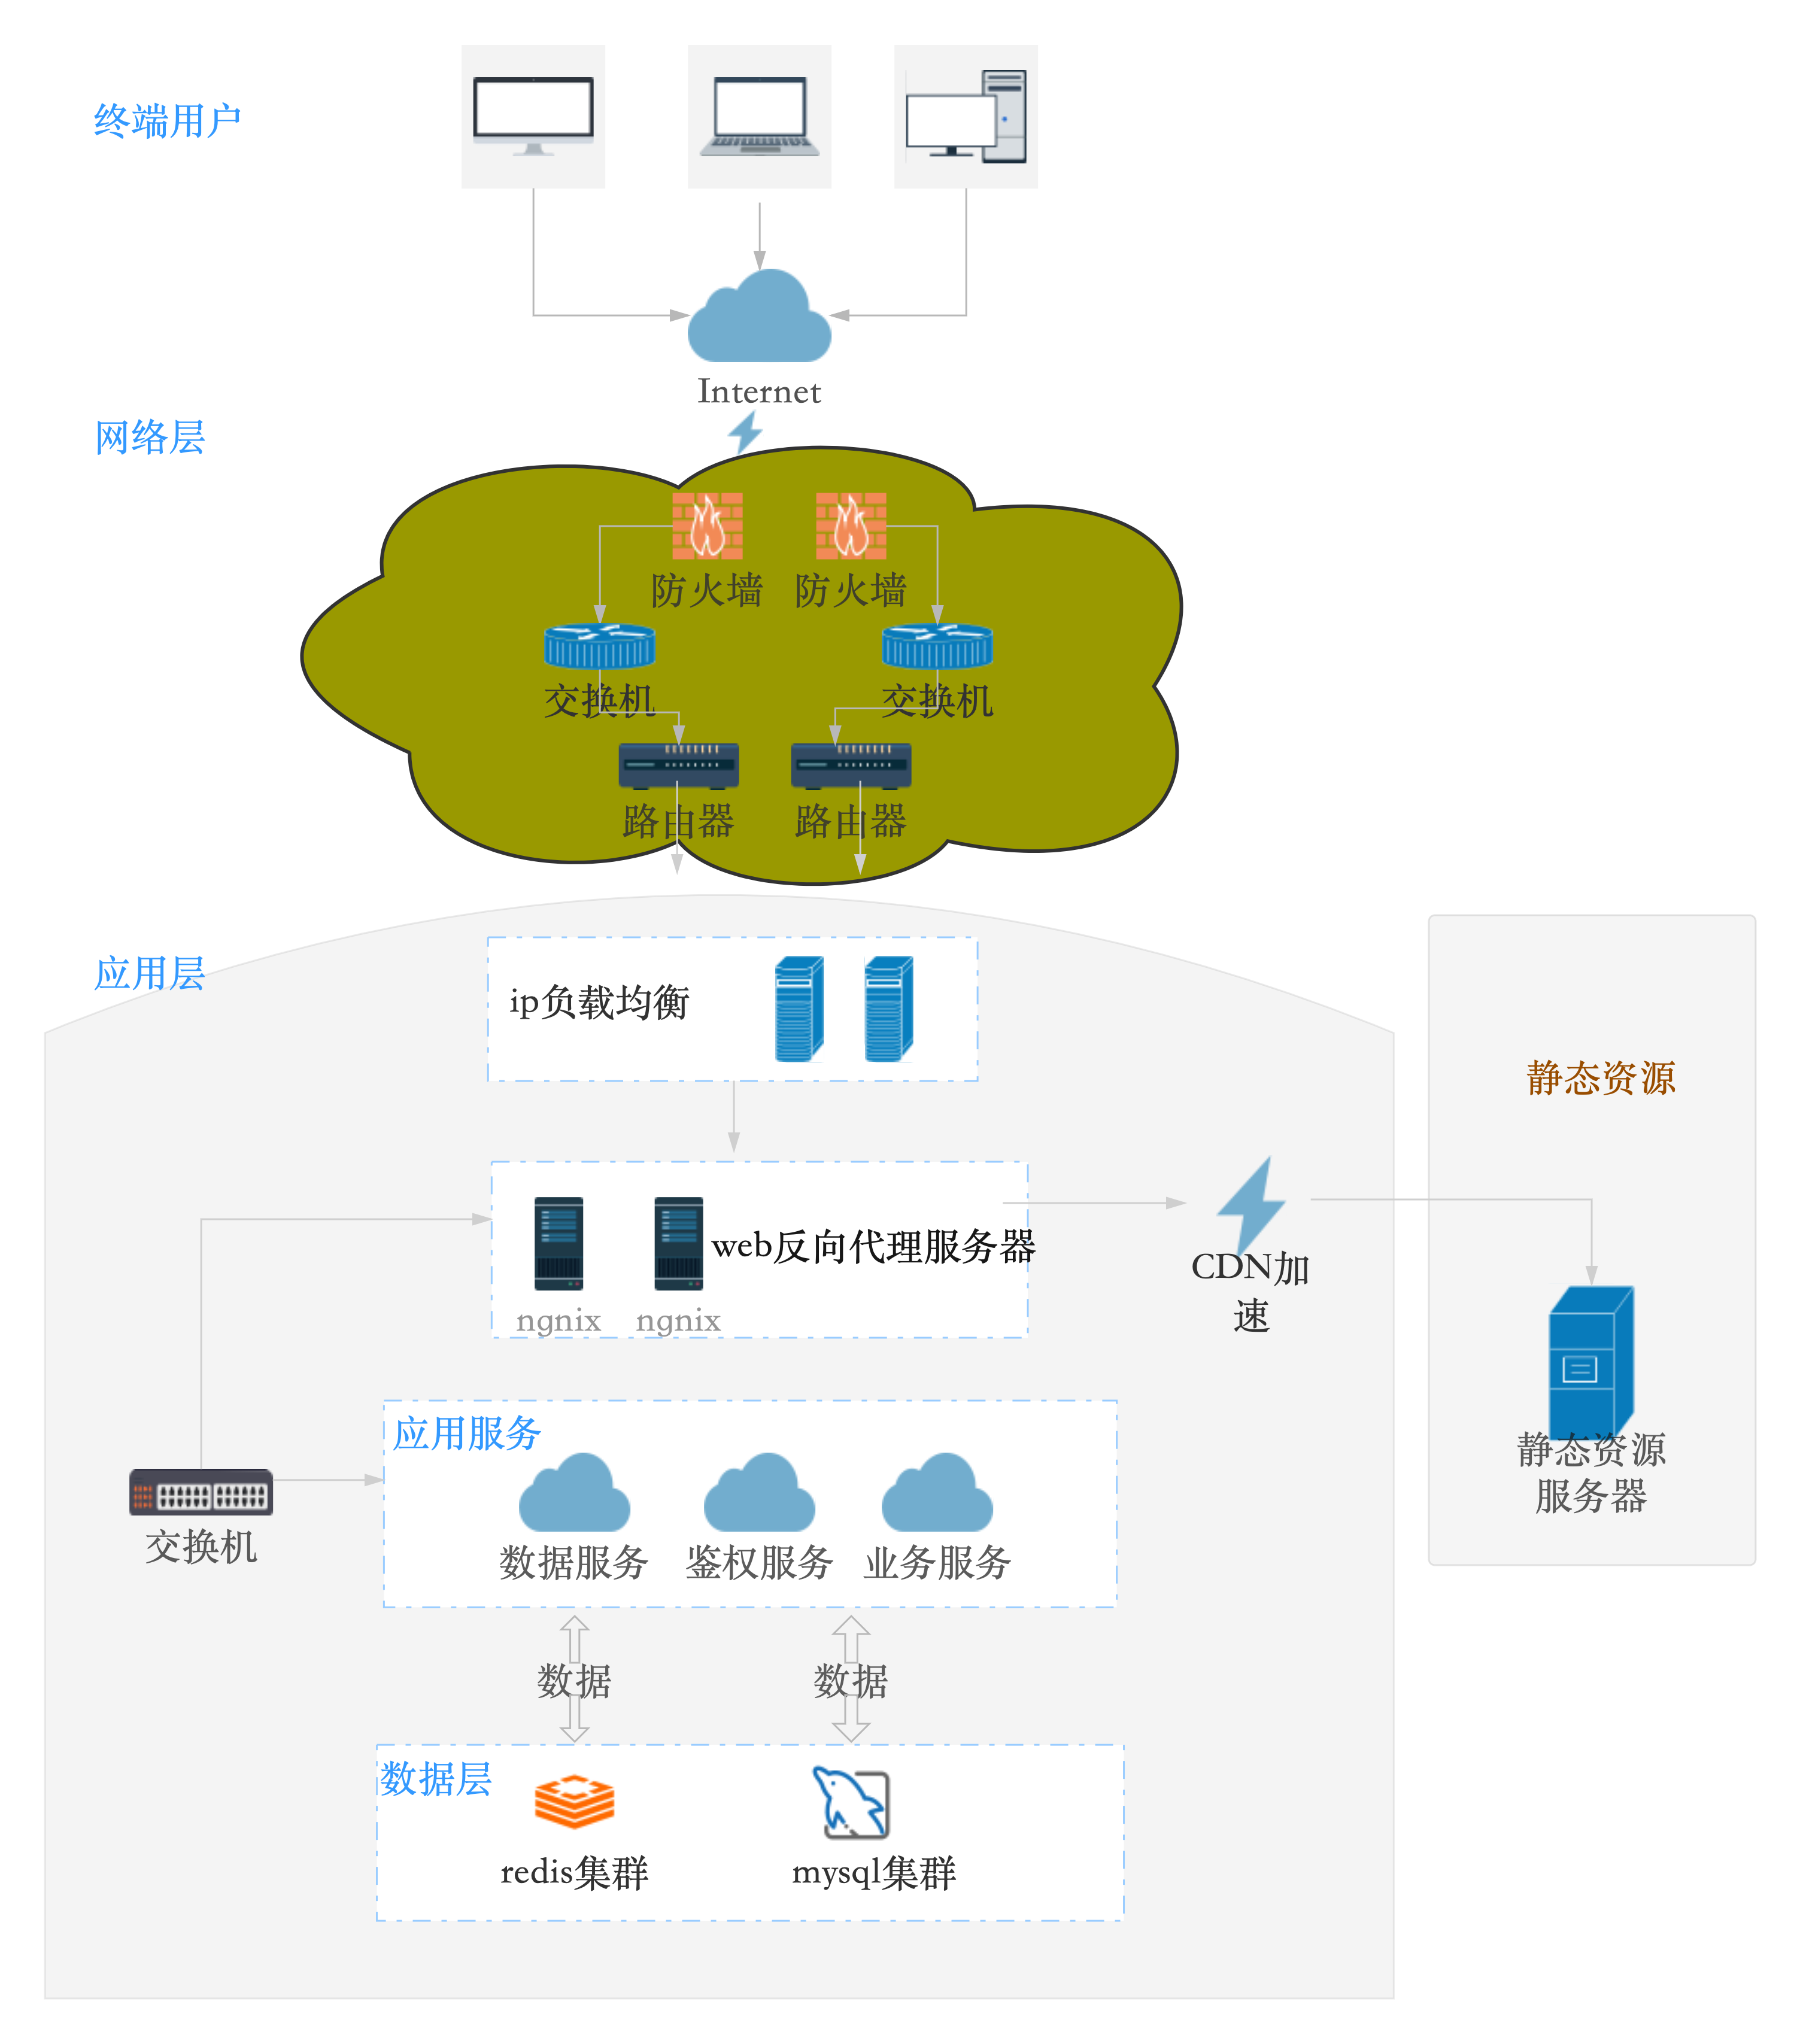 终端用户
Internet
网络层
防火墙
防火墙
交换机
交换机
路由器
路由器
应用层
ip负载均衡
静态资源
web反向代理服务器
ngnix
ngnix
CDN加
速
应用服务
静态资源
服务器
交换机
数据服务
鉴权服务
业务服务
数据
数据
数据层
redis集群
mysql集群